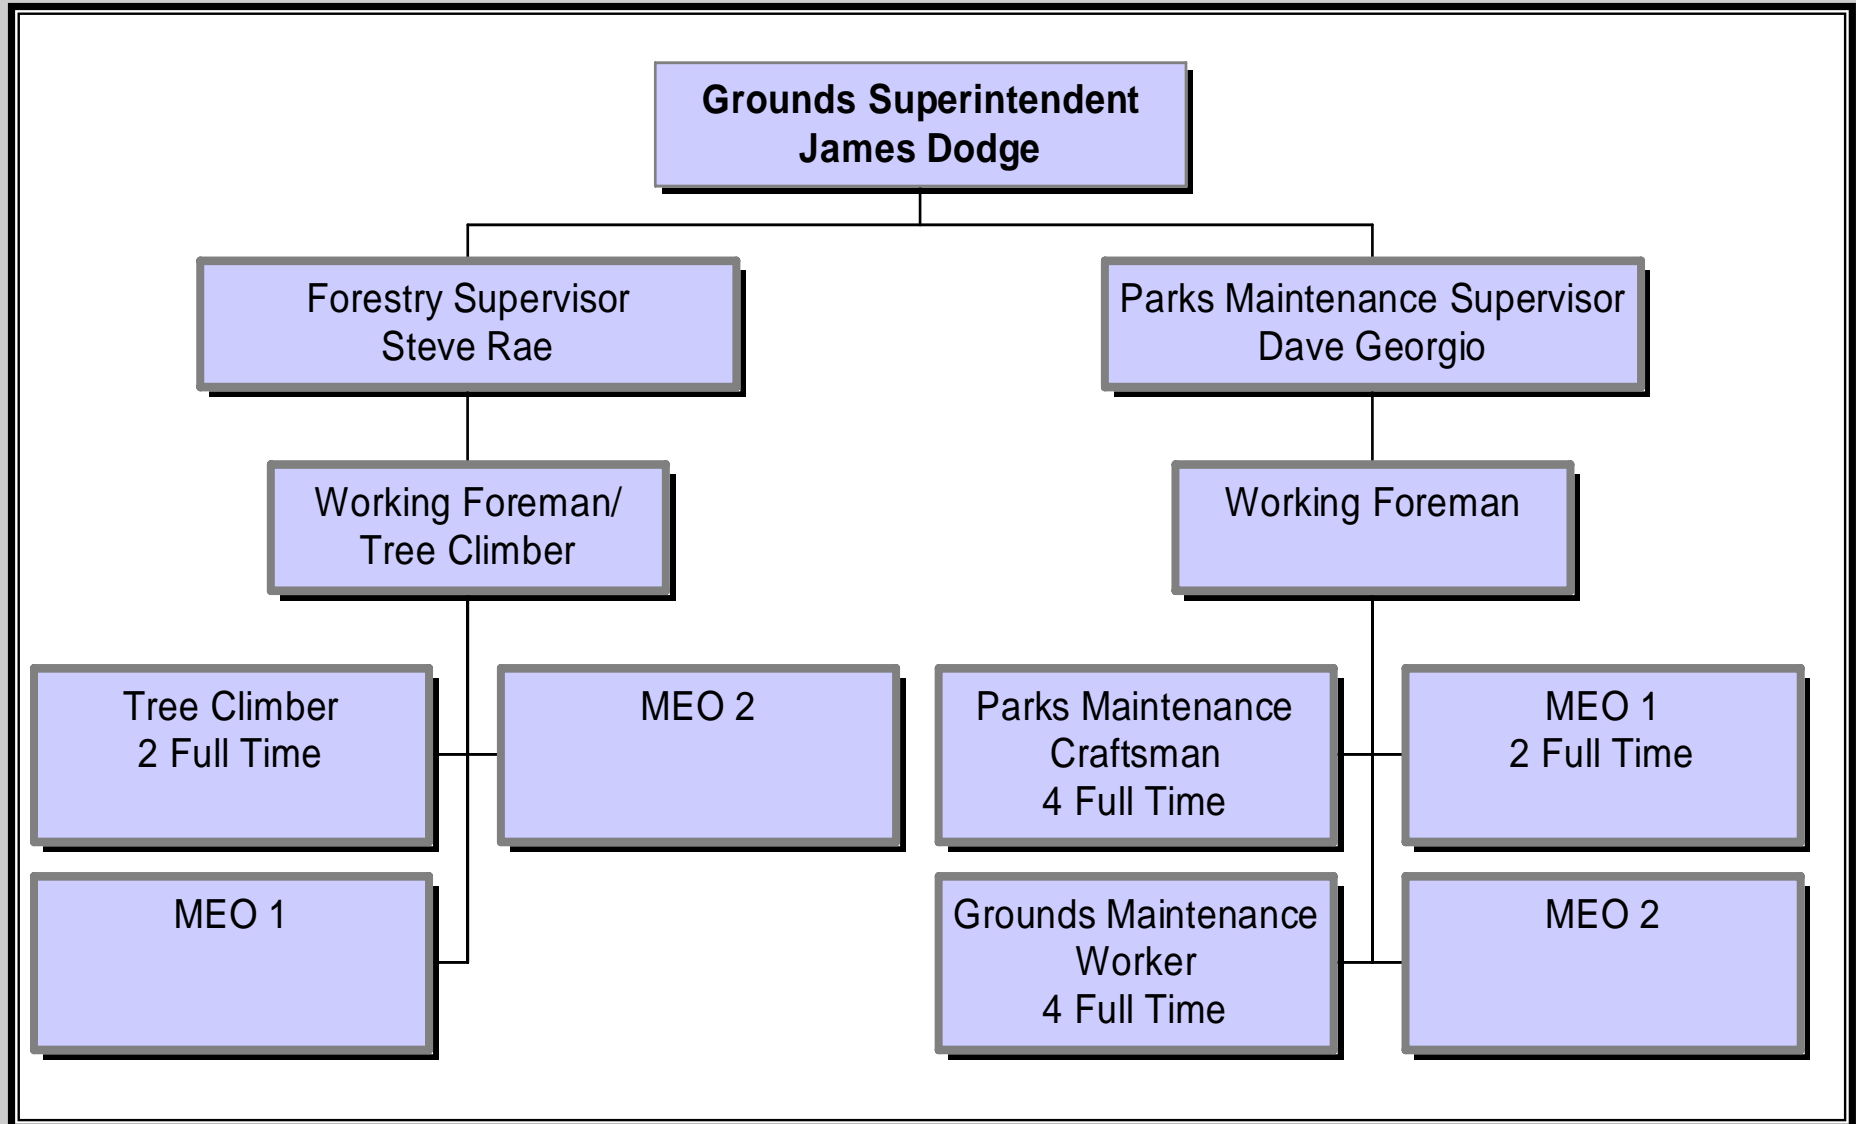 Grounds Superintendent
James Dodge
Forestry Supervisor
Steve Rae
Parks Maintenance Supervisor
Dave Georgio
Working Foreman/
Tree Climber
Working Foreman
Tree Climber
2 Full Time
MEO 2
Parks Maintenance
Craftsman
4 Full Time
MEO 1
2 Full Time
MEO 1
Grounds Maintenance
Worker
4 Full Time
MEO 2